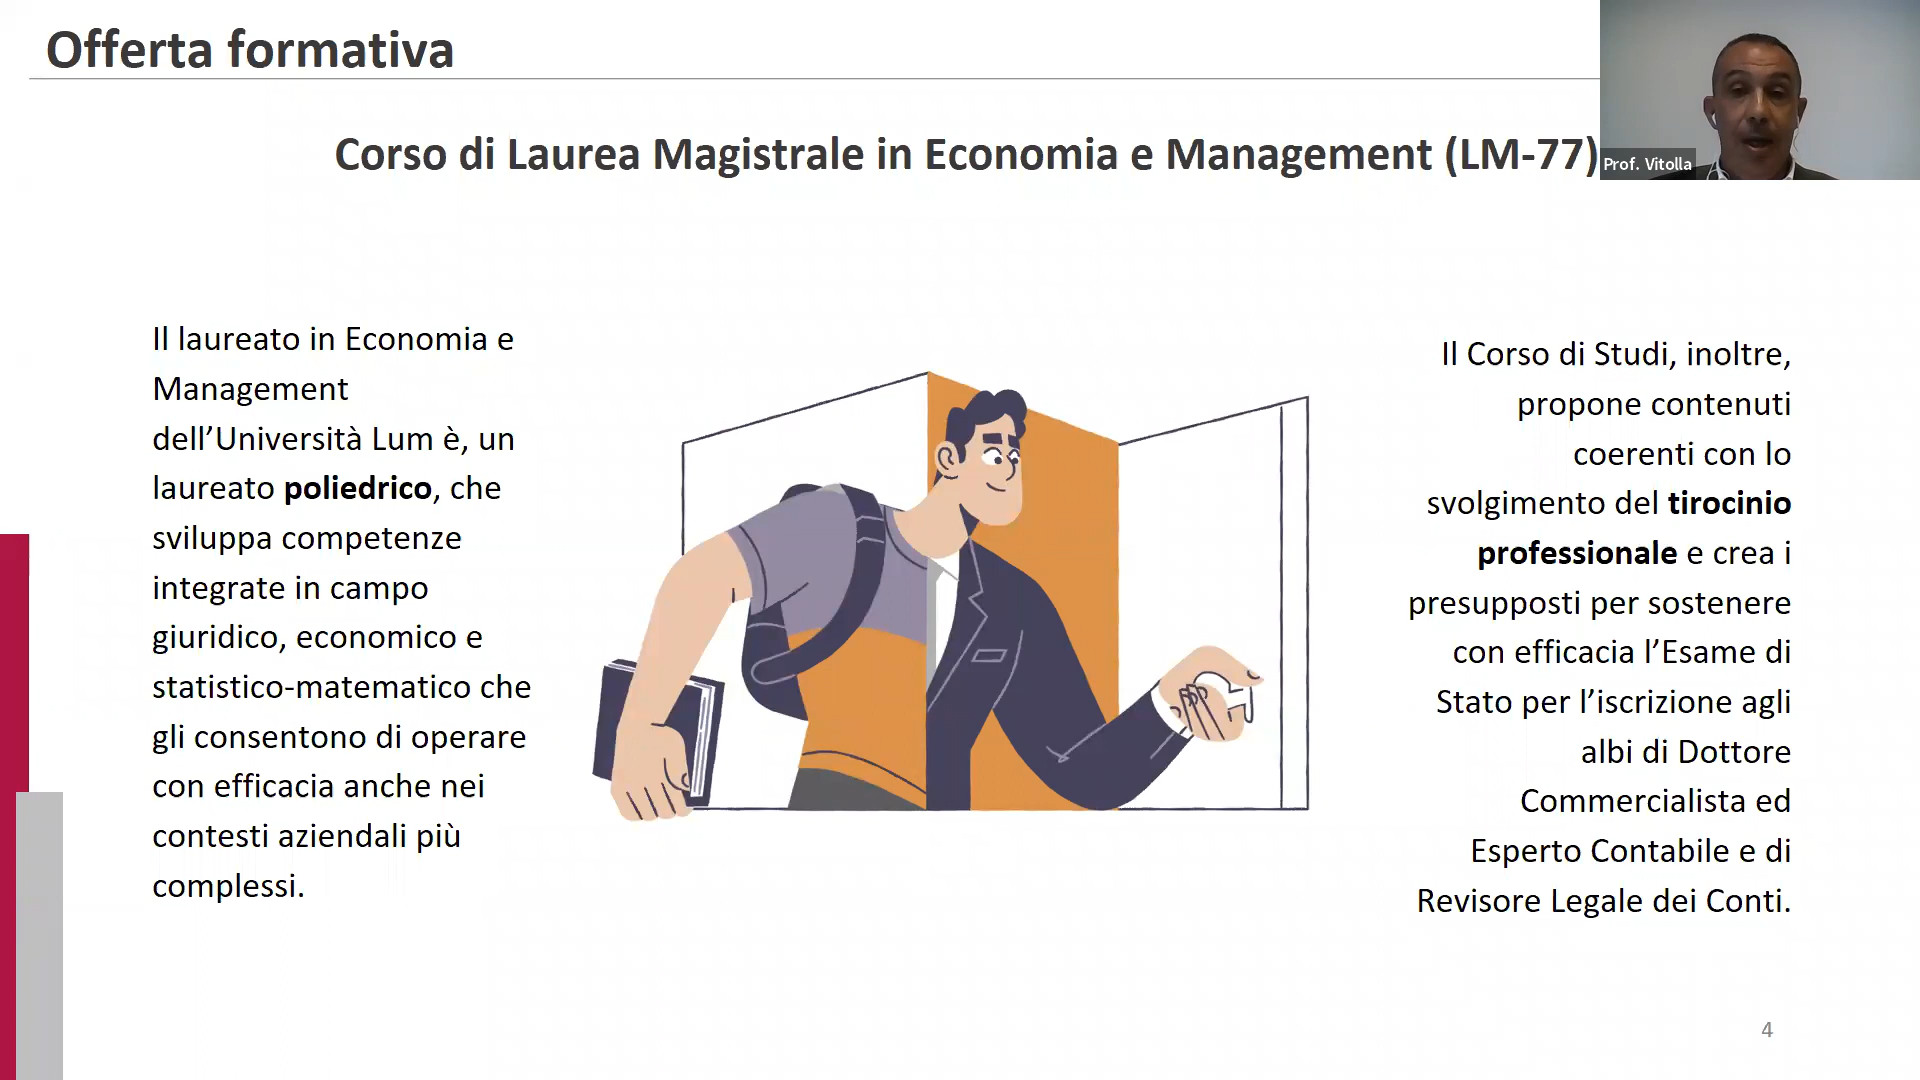 Offerta formativa
Corso di Laurea Magistrale in Economia e Management (LM-77)
Prof. Vitolla
Il laureato in Economia e
Management
dell’Università Lum è, un
laureato poliedrico, che
sviluppa competenze
integrate in campo
giuridico, economico e
statistico-matematico che
gli consentono di operare
con efficacia anche nei
contesti aziendali più
complessi.
Il Corso di Studi, inoltre,
propone contenuti
coerenti con lo
svolgimento del tirocinio
professionale e crea i
presupposti per sostenere
con efficacia l’Esame di
Stato per l’iscrizione agli
albi di Dottore
Commercialista ed
Esperto Contabile e di
Revisore Legale dei Conti.
4